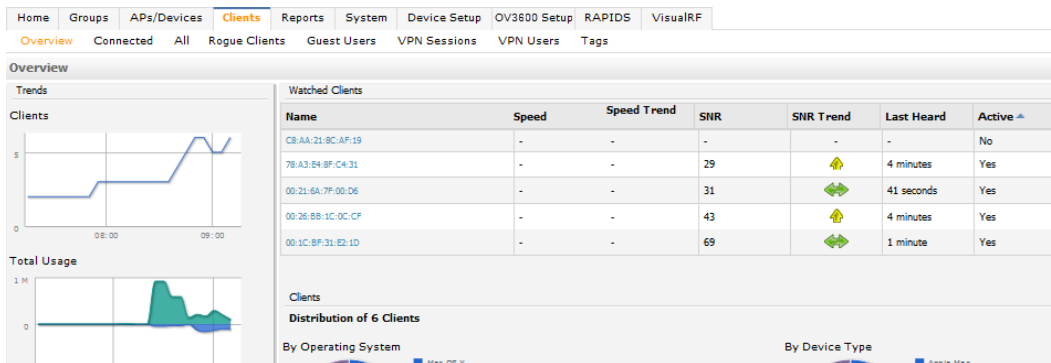 Home Groups APs/Devices Clients Reports System Device Setup OV3600 Setup RAPIDS VisualRF
Overview Connected All Rogue Clients Guest Users VPN Sessions VPN Users Tags
Overview
Trends
Clients
5
0
08:00 09:00
Total Usage
1 M
0
Watched Clients
Name Speed Speed Trend SNR SNR Trend Last Heard Active
C8:AA:21:8C:AF:19 - - - - - No
78:A3:E4:8F:C4:31 - - 29 4 minutes Yes
00:21:6A:7F:00:D6 - - 31 41 seconds Yes
00:26:BB:1C:0C:CF - - 43 4 minutes Yes
00:1C:BF:31:E2:1D - - 69 1 minute Yes
Clients
Distribution of 6 Clients
By Operating System
Mac OS X
By Device Type
Apple Mac